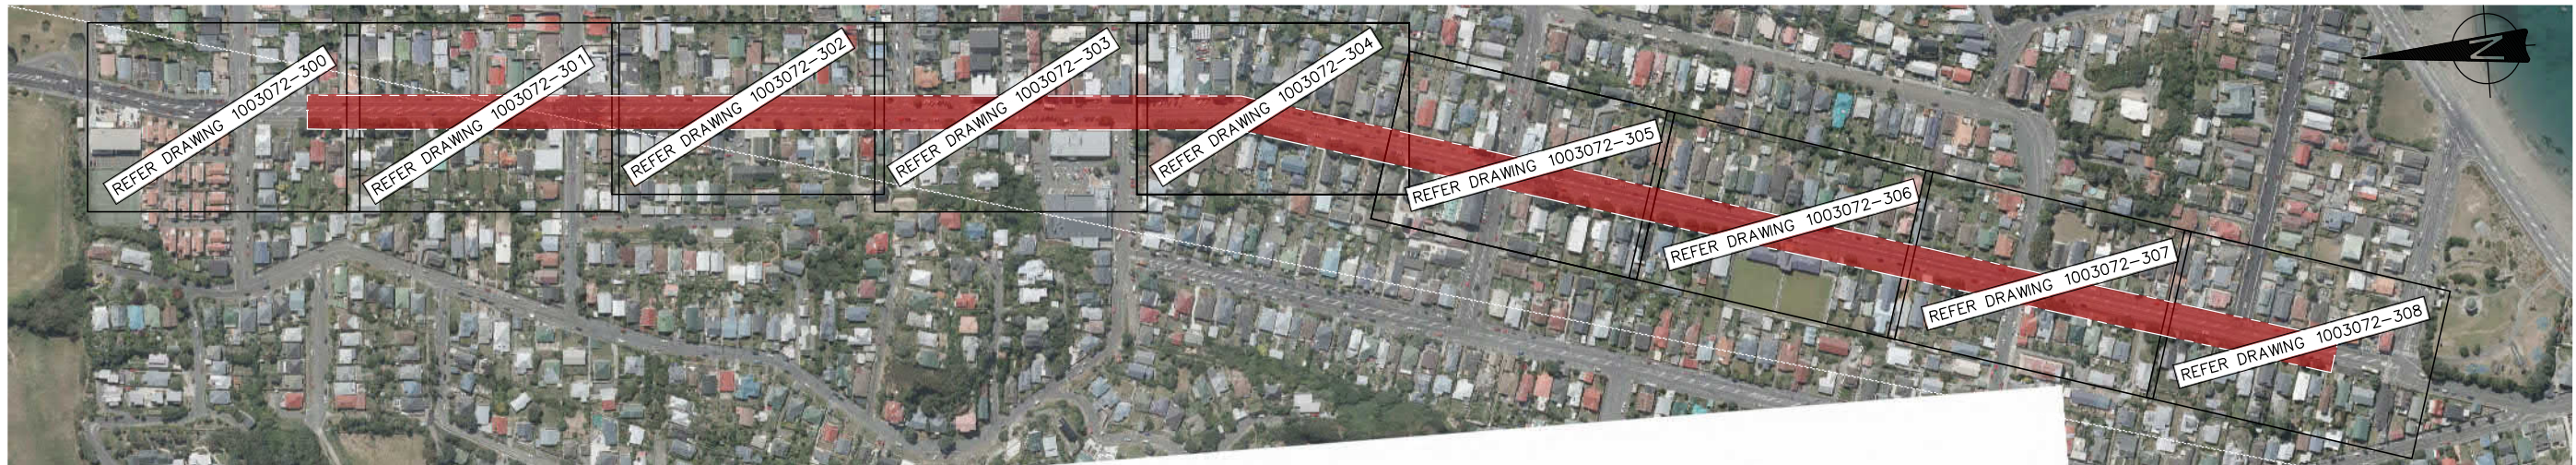 REFER DRAWING 1003072-300
REFER DRAWING 1003072-301
REFER DRAWING 1003072-302
REFER DRAWING 1003072-303
REFER DRAWING 1003072-304
REFER DRAWING 1003072-305
REFER DRAWING 1003072-306
REFER DRAWING 1003072-307
REFER DRAWING 1003072-308
N